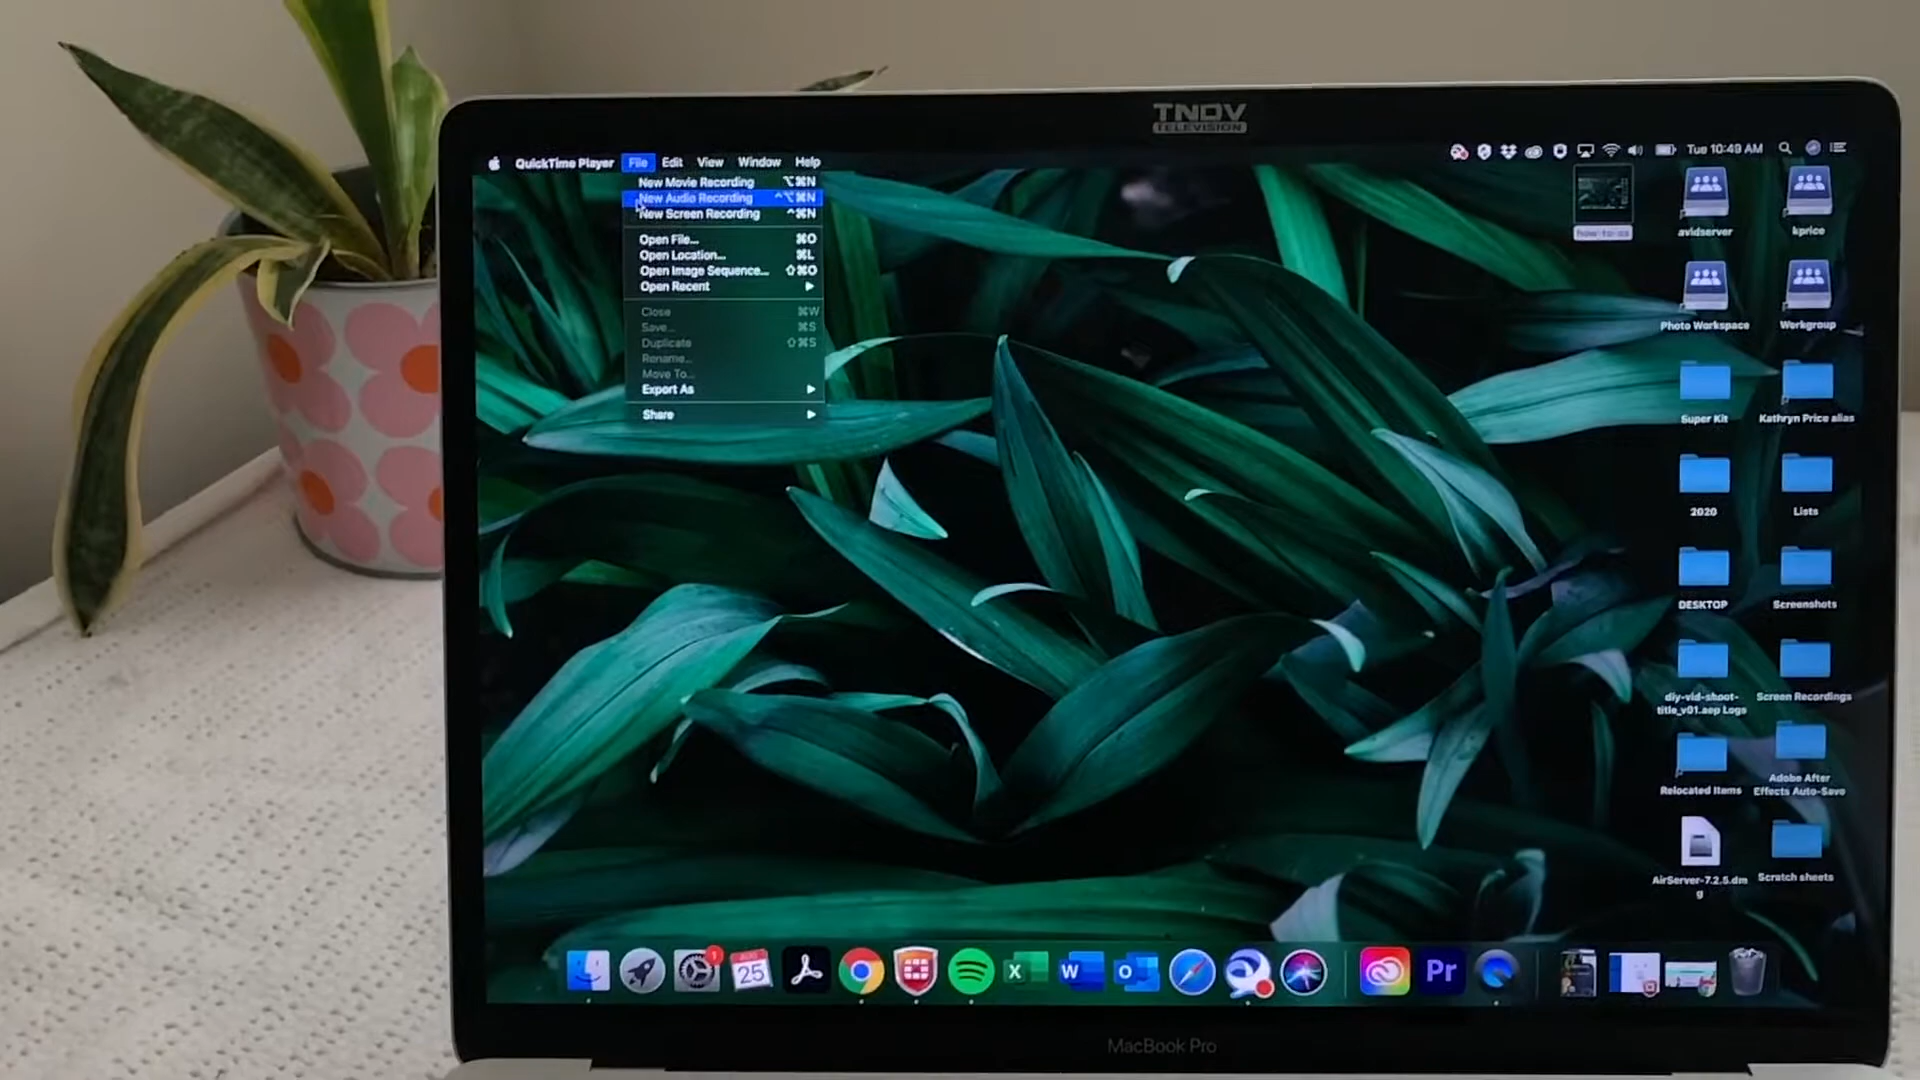 TNDV
TELEVISION
QuickTime Player File Edit View Window Help
Tue 10:49 AM
New Movie Recording ⌥⌘N
New Audio Recording ^⌥⌘N
New Screen Recording ^⌘N
Open File... ⌘O
Open Location... ⌘L
Open Image Sequence... ⇧⌘O
Open Recent
Close ⌘W
Save... ⌘S
Duplicate ⇧⌘S
Rename...
Move To...
Export As
Share
avidserver
kprice
Photo Workspace
Workgroup
Super Kit
Kathryn Price alias
2020
Lists
DESKTOP
Screenshots
diy-vid-shoot-
title_v01.aep Logs
Screen Recordings
Relocated Items
Adobe After
Effects Auto-Save
AirServer-7.2.5.dm
g
Scratch sheets
1
AUG
25
X
W
O
Pr
MacBook Pro